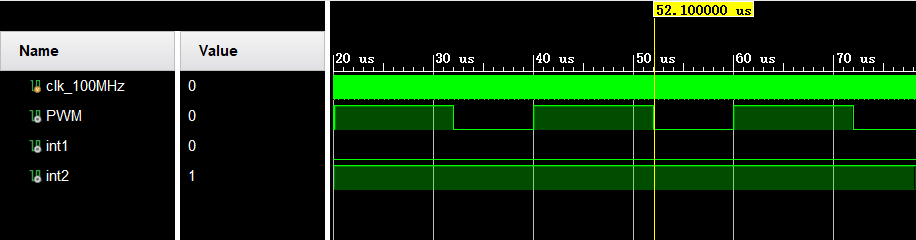 52.100000 us
Name Value
20 us 30 us 40 us 50 us 60 us 70 us
clk_100MHz 0
PWM 0
int1 0
int2 1